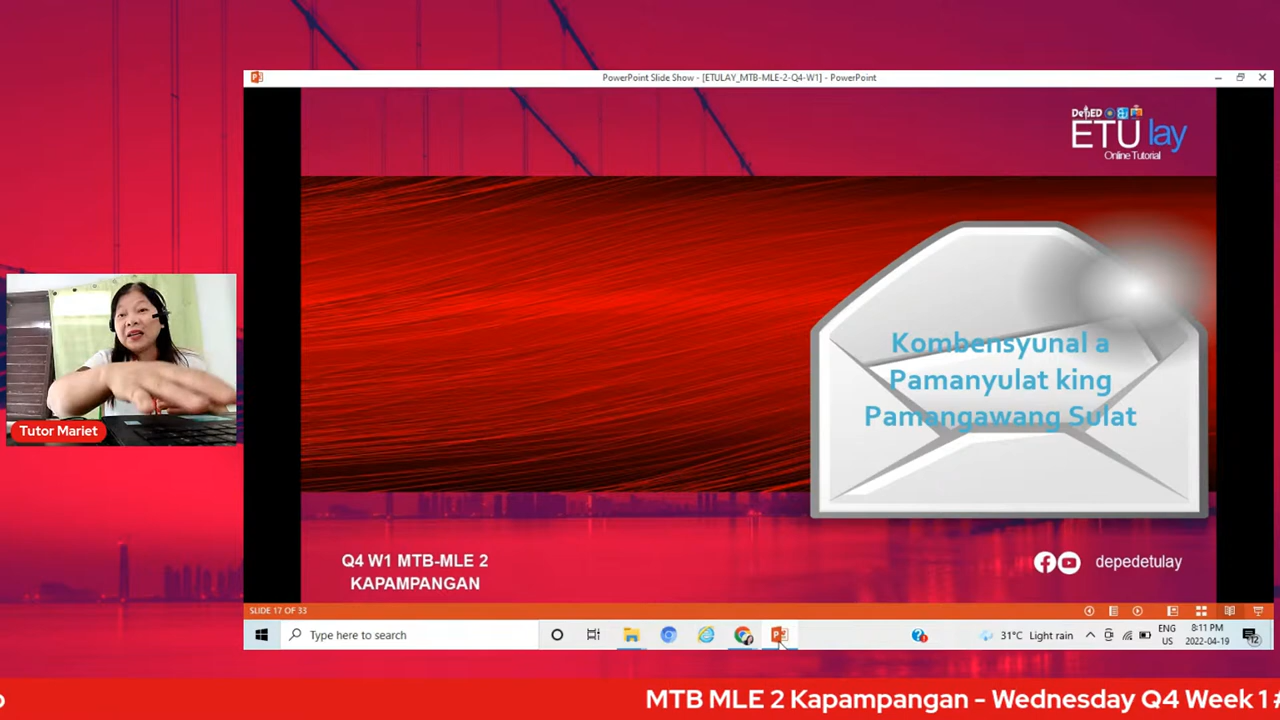 PowerPoint Slide Show - [ETULAY_MTB-MLE-2-Q4-W1] - PowerPoint
DepED
ETUlay
Online Tutorial
Kombensyunal a
Pamanyulat king
Pamangawang Sulat
Tutor Mariet
Q4 W1 MTB-MLE 2
KAPAMPANGAN
depedetulay
SLIDE 17 OF 33
Type here to search
31°C Light rain
ENG
US
8:11 PM
2022-04-19
12
MTB MLE 2 Kapampangan - Wednesday Q4 Week 1 #